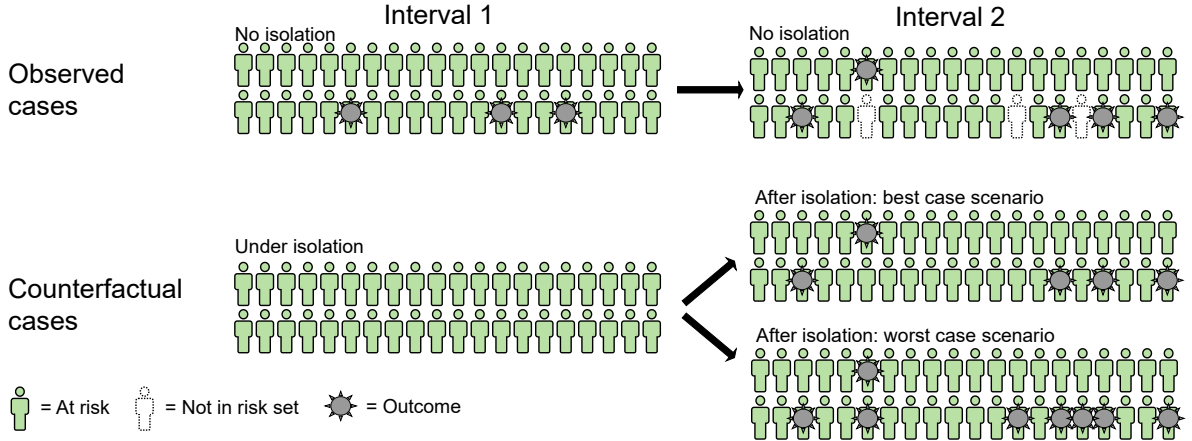 Interval 1
Interval 2
No isolation
No isolation
Observed
cases
After isolation: best case scenario
Under isolation
Counterfactual
cases
After isolation: worst case scenario
= At risk
= Not in risk set
= Outcome